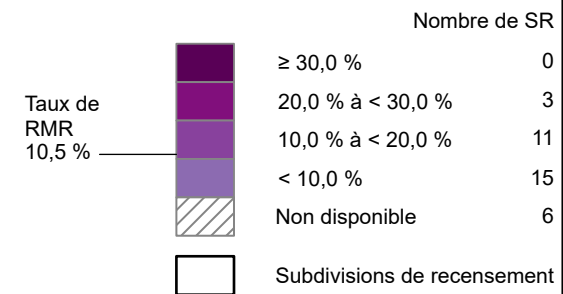 Nombre de SR
≥ 30,0 % 0
20,0 % à < 30,0 % 3
Taux de
RMR
10,5 %
10,0 % à < 20,0 % 11
< 10,0 % 15
Non disponible 6
Subdivisions de recensement